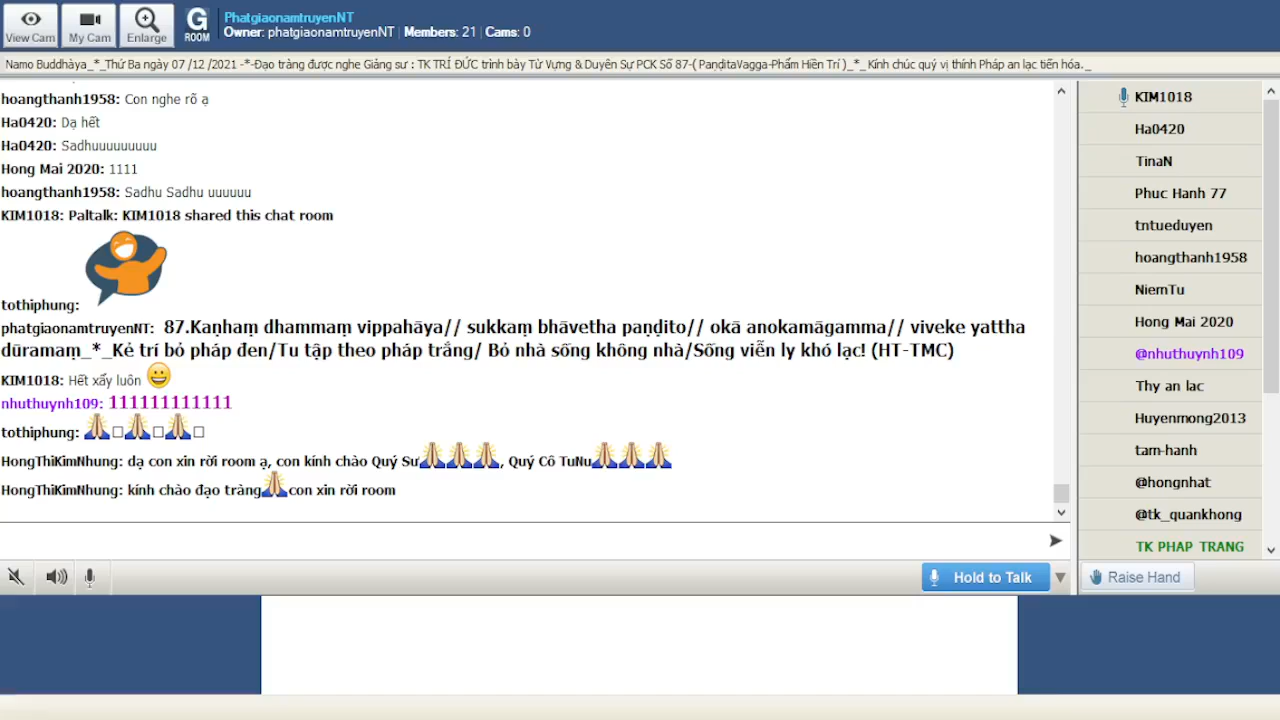 View Cam
My Cam
Enlarge
G
ROOM
PhatgiaonamtruyenNT
Owner: phatgiaonamtruyenNT | Members: 21 | Cams: 0
Namo Buddhàya_*_Thứ Ba ngày 07 /12 /2021 -*-Đạo tràng được nghe Giảng sư : TK TRÍ ĐỨC trình bày Từ Vựng & Duyên Sự PCK Số 87-( PaṇḍitaVagga-Phẩm Hiền Trí )_*_ Kính chúc quý vị thính Pháp an lạc tiến hóa._
hoangthanh1958: Con nghe rõ ạ
Ha0420: Dạ hết
Ha0420: Sadhuuuuuuuuu
Hong Mai 2020: 1111
hoangthanh1958: Sadhu Sadhu uuuuuu
KIM1018: Paltalk: KIM1018 shared this chat room
tothiphung:
phatgiaonamtruyenNT: 87.Kaṇhaṃ dhammaṃ vippahāya// sukkaṃ bhāvetha paṇḍito// okā anokamāgamma// viveke yattha
dūramaṃ_*_Kẻ trí bỏ pháp đen/Tu tập theo pháp trắng/ Bỏ nhà sống không nhà/Sống viễn ly khó lạc! (HT-TMC)
KIM1018: Hết xẩy luôn
nhuthuynh109: 111111111111
tothiphung:
HongThiKimNhung: dạ con xin rời room ạ, con kính chào Quý Sư, Quý Cô TuNu
HongThiKimNhung: kính chào đạo tràng con xin rời room
KIM1018
Ha0420
TinaN
Phuc Hanh 77
tntueduyen
hoangthanh1958
NiemTu
Hong Mai 2020
@nhuthuynh109
Thy an lac
Huyenmong2013
tam-hanh
@hongnhat
@tk_quankhong
TK PHAP TRANG
Hold to Talk
Raise Hand